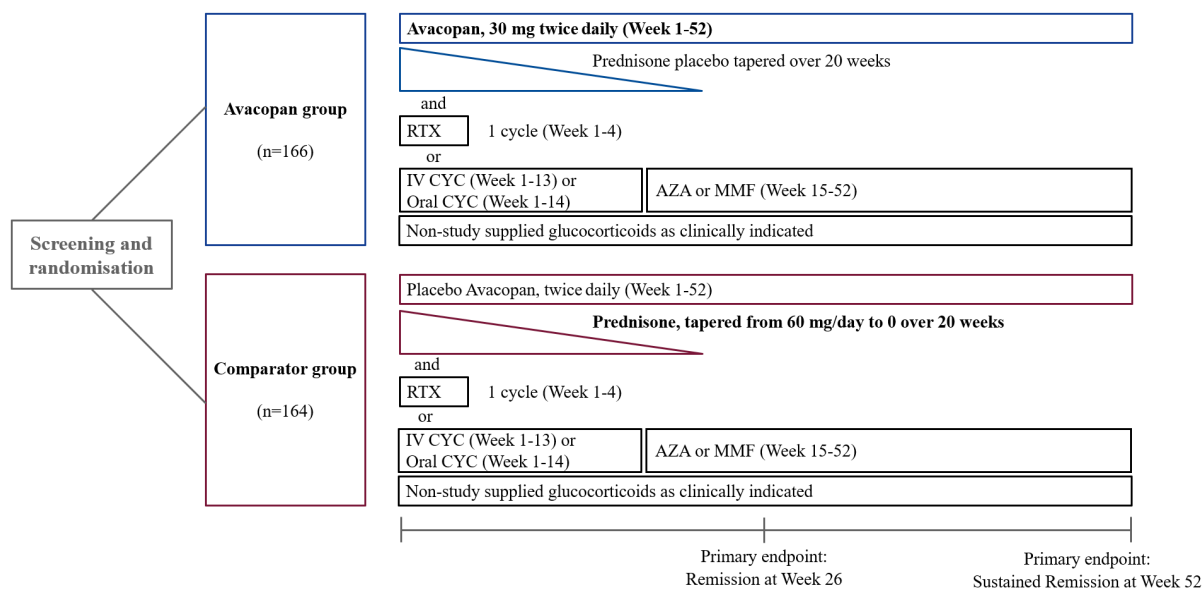 Screening and
randomisation
Avacopan group
(n=166)
Avacopan, 30 mg twice daily (Week 1-52)
Prednisone placebo tapered over 20 weeks
and
RTX
1 cycle (Week 1-4)
or
IV CYC (Week 1-13) or
Oral CYC (Week 1-14)
AZA or MMF (Week 15-52)
Non-study supplied glucocorticoids as clinically indicated
Comparator group
(n=164)
Placebo Avacopan, twice daily (Week 1-52)
Prednisone, tapered from 60 mg/day to 0 over 20 weeks
and
RTX
1 cycle (Week 1-4)
or
IV CYC (Week 1-13) or
Oral CYC (Week 1-14)
AZA or MMF (Week 15-52)
Non-study supplied glucocorticoids as clinically indicated
Primary endpoint:
Remission at Week 26
Primary endpoint:
Sustained Remission at Week 52